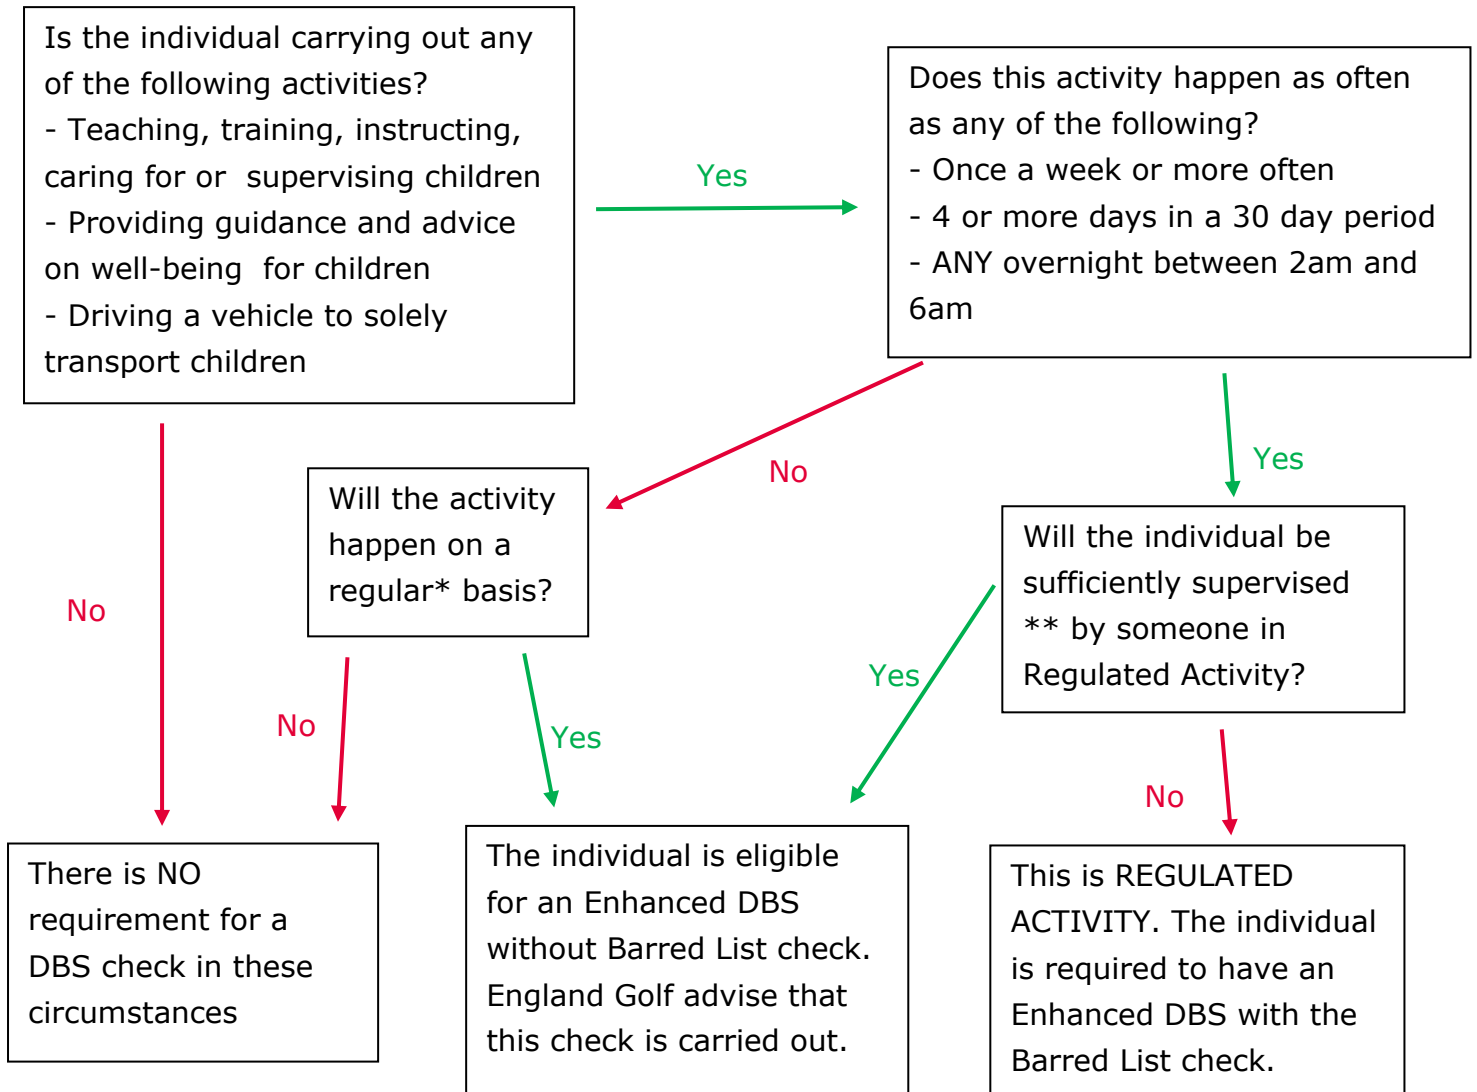 Is the individual carrying out any
of the following activities?
- Teaching, training, instructing,
caring for or  supervising children
- Providing guidance and advice
on well-being  for children
- Driving a vehicle to solely
transport children
Yes
Does this activity happen as often
as any of the following?
- Once a week or more often
- 4 or more days in a 30 day period
- ANY overnight between 2am and
6am
No
Yes
Will the activity
happen on a
regular* basis?
Will the individual be
sufficiently supervised
** by someone in
Regulated Activity?
No
No
Yes
Yes
No
There is NO
requirement for a
DBS check in these
circumstances
The individual is eligible
for an Enhanced DBS
without Barred List check.
England Golf advise that
this check is carried out.
This is REGULATED
ACTIVITY. The individual
is required to have an
Enhanced DBS with the
Barred List check.